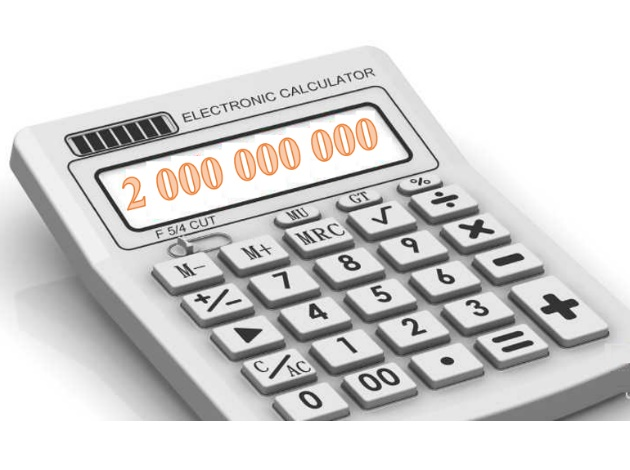 ELECTRONIC CALCULATOR
2 000 000 000
F 5/4 CUT
MU GT %
M− M+ MRC √ ÷
+/− 7 8 9 ×
▶ 4 5 6 −
C/AC 1 2 3 +
0 00 . =